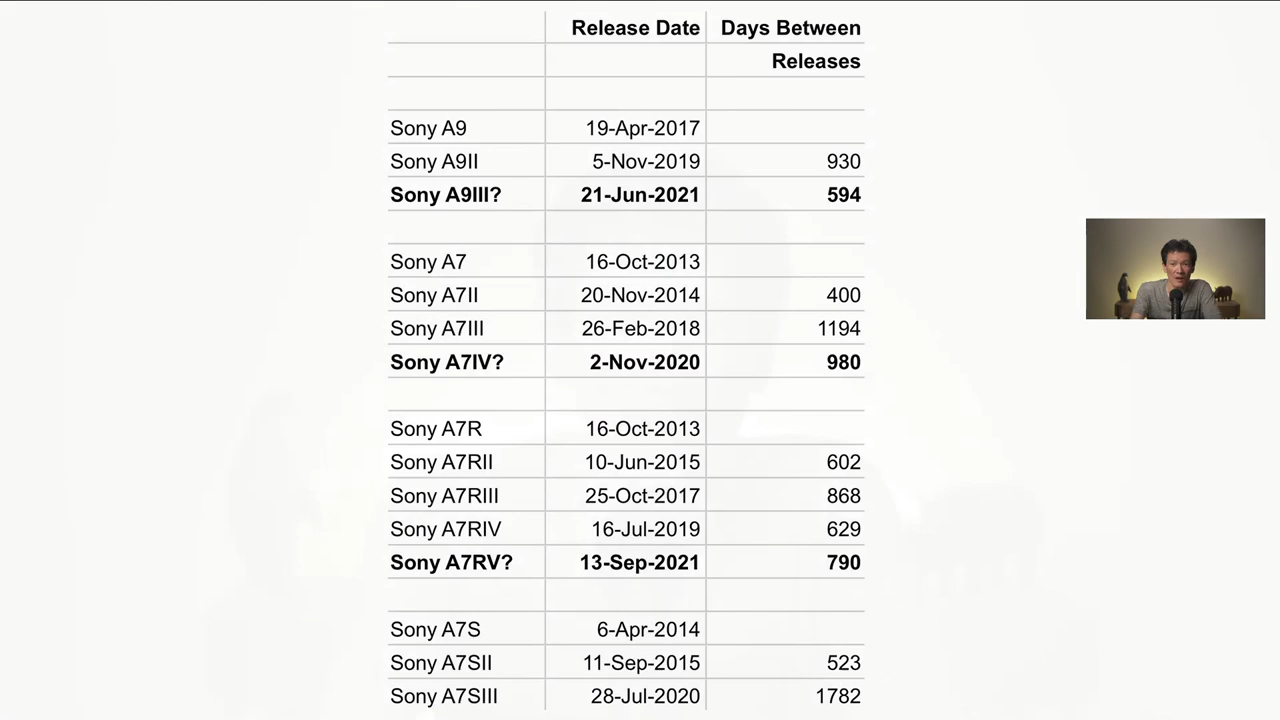 Release Date Days Between
Releases
Sony A9 19-Apr-2017
Sony A9II 5-Nov-2019 930
Sony A9III? 21-Jun-2021 594
Sony A7 16-Oct-2013
Sony A7II 20-Nov-2014 400
Sony A7III 26-Feb-2018 1194
Sony A7IV? 2-Nov-2020 980
Sony A7R 16-Oct-2013
Sony A7RII 10-Jun-2015 602
Sony A7RIII 25-Oct-2017 868
Sony A7RIV 16-Jul-2019 629
Sony A7RV? 13-Sep-2021 790
Sony A7S 6-Apr-2014
Sony A7SII 11-Sep-2015 523
Sony A7SIII 28-Jul-2020 1782